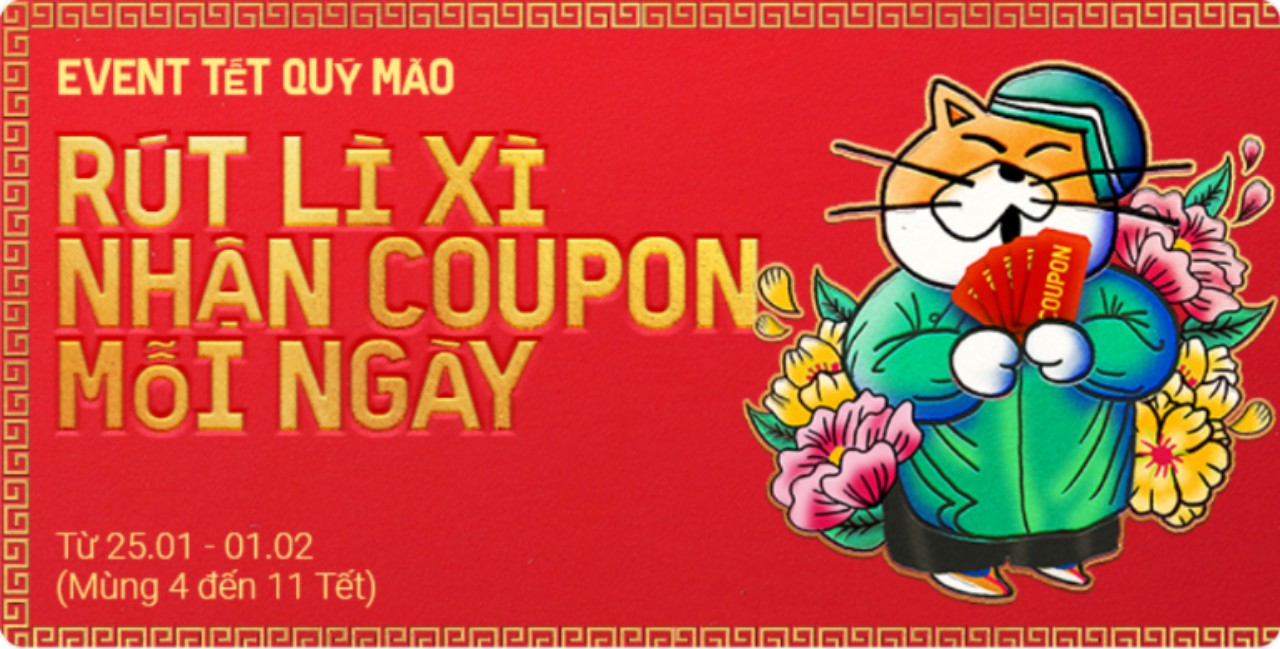 EVENT TẾT QUÝ MÃO
RÚT LÌ XÌ
NHẬN COUPON
MỖI NGÀY
COUPON
Từ 25.01 - 01.02
(Mùng 4 đến 11 Tết)